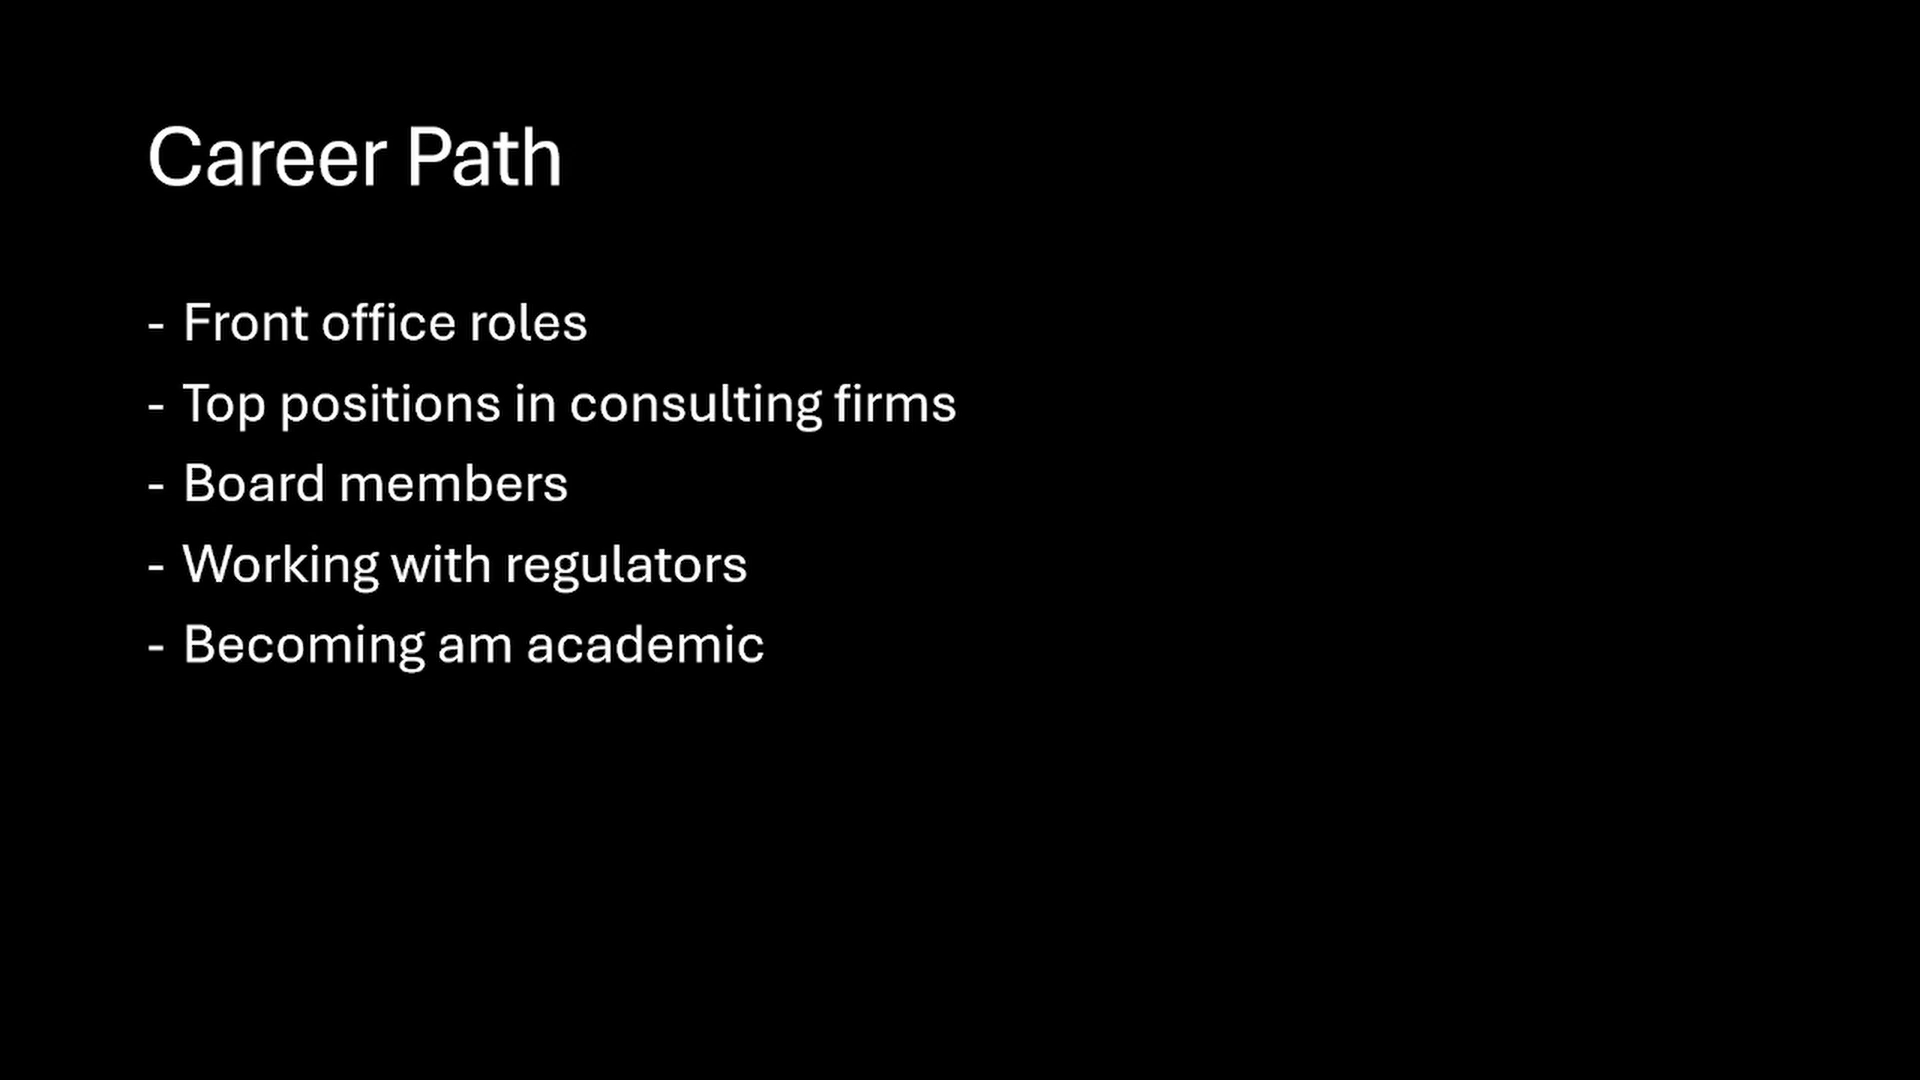 Career Path
- Front office roles
- Top positions in consulting firms
- Board members
- Working with regulators
- Becoming am academic